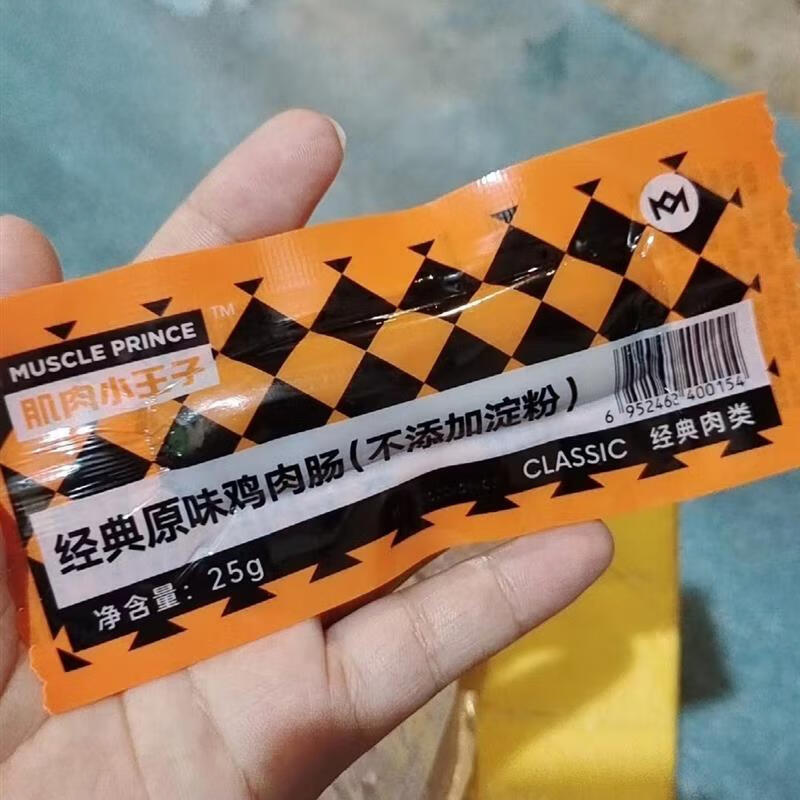 MUSCLE PRINCE TM
肌肉小王子
经典原味鸡肉肠(不添加淀粉)
净含量：25g
CLASSIC 经典肉类
6 952462 400154